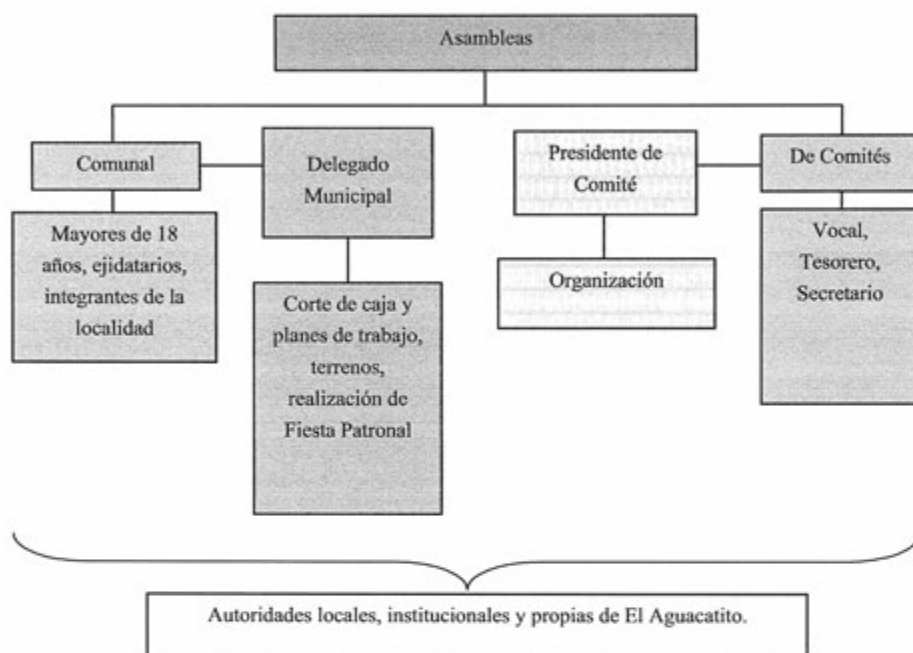 Asambleas
Comunal
Delegado
Municipal
Presidente de
Comité
De Comités
Mayores de 18
años, ejidatarios,
integrantes de la
localidad
Corte de caja y
planes de trabajo,
terrenos,
realización de
Fiesta Patronal
Organización
Vocal,
Tesorero,
Secretario
Autoridades locales, institucionales y propias de El Aguacatito.